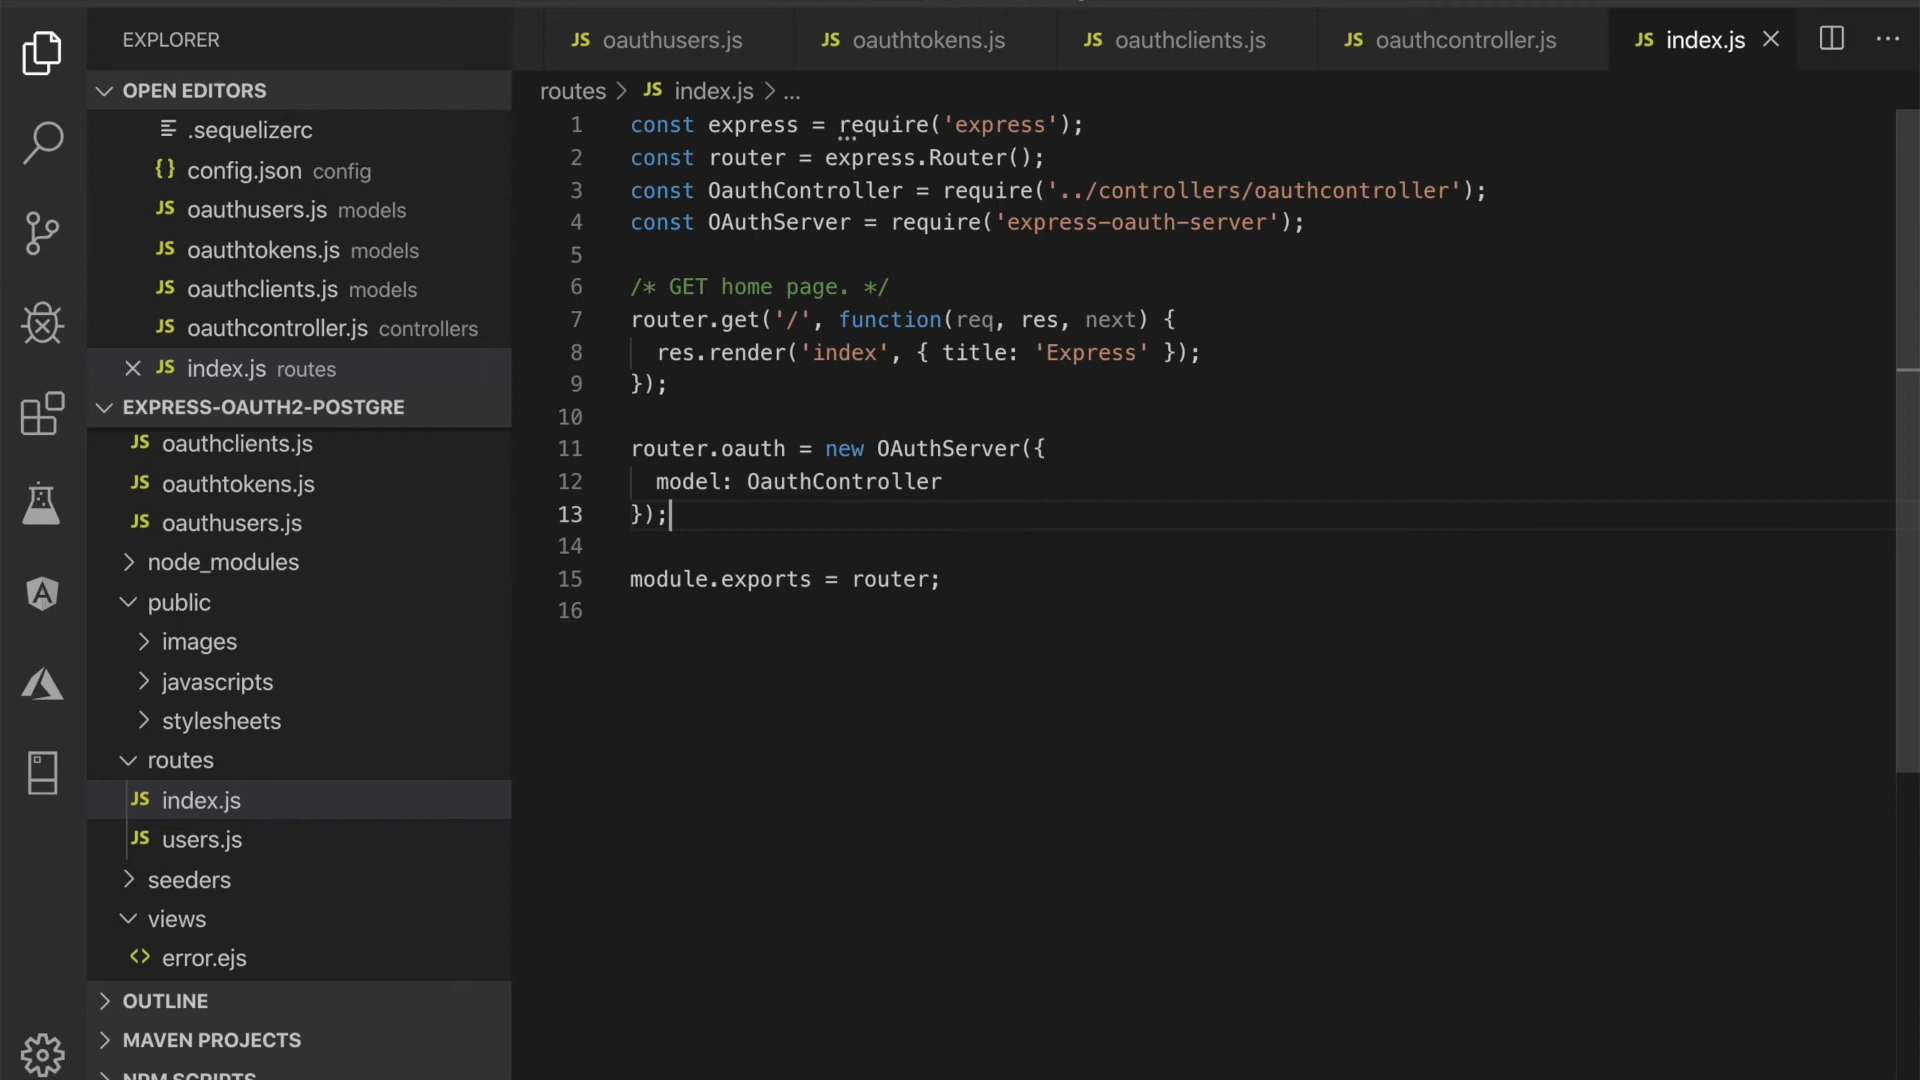 EXPLORER
OPEN EDITORS
.sequelizerc
{} config.json config
JS oauthusers.js models
JS oauthtokens.js models
JS oauthclients.js models
JS oauthcontroller.js controllers
JS index.js routes
EXPRESS-OAUTH2-POSTGRE
JS oauthclients.js
JS oauthtokens.js
JS oauthusers.js
node_modules
public
images
javascripts
stylesheets
routes
JS index.js
JS users.js
seeders
views
<> error.ejs
OUTLINE
MAVEN PROJECTS
NPM SCRIPTS
JS oauthusers.js JS oauthtokens.js JS oauthclients.js JS oauthcontroller.js JS index.js
routes > JS index.js > ...
1 const express = require('express');
2 const router = express.Router();
3 const OauthController = require('../controllers/oauthcontroller');
4 const OAuthServer = require('express-oauth-server');
5
6 /* GET home page. */
7 router.get('/', function(req, res, next) {
8 res.render('index', { title: 'Express' });
9 });
10
11 router.oauth = new OAuthServer({
12 model: OauthController
13 });
14
15 module.exports = router;
16